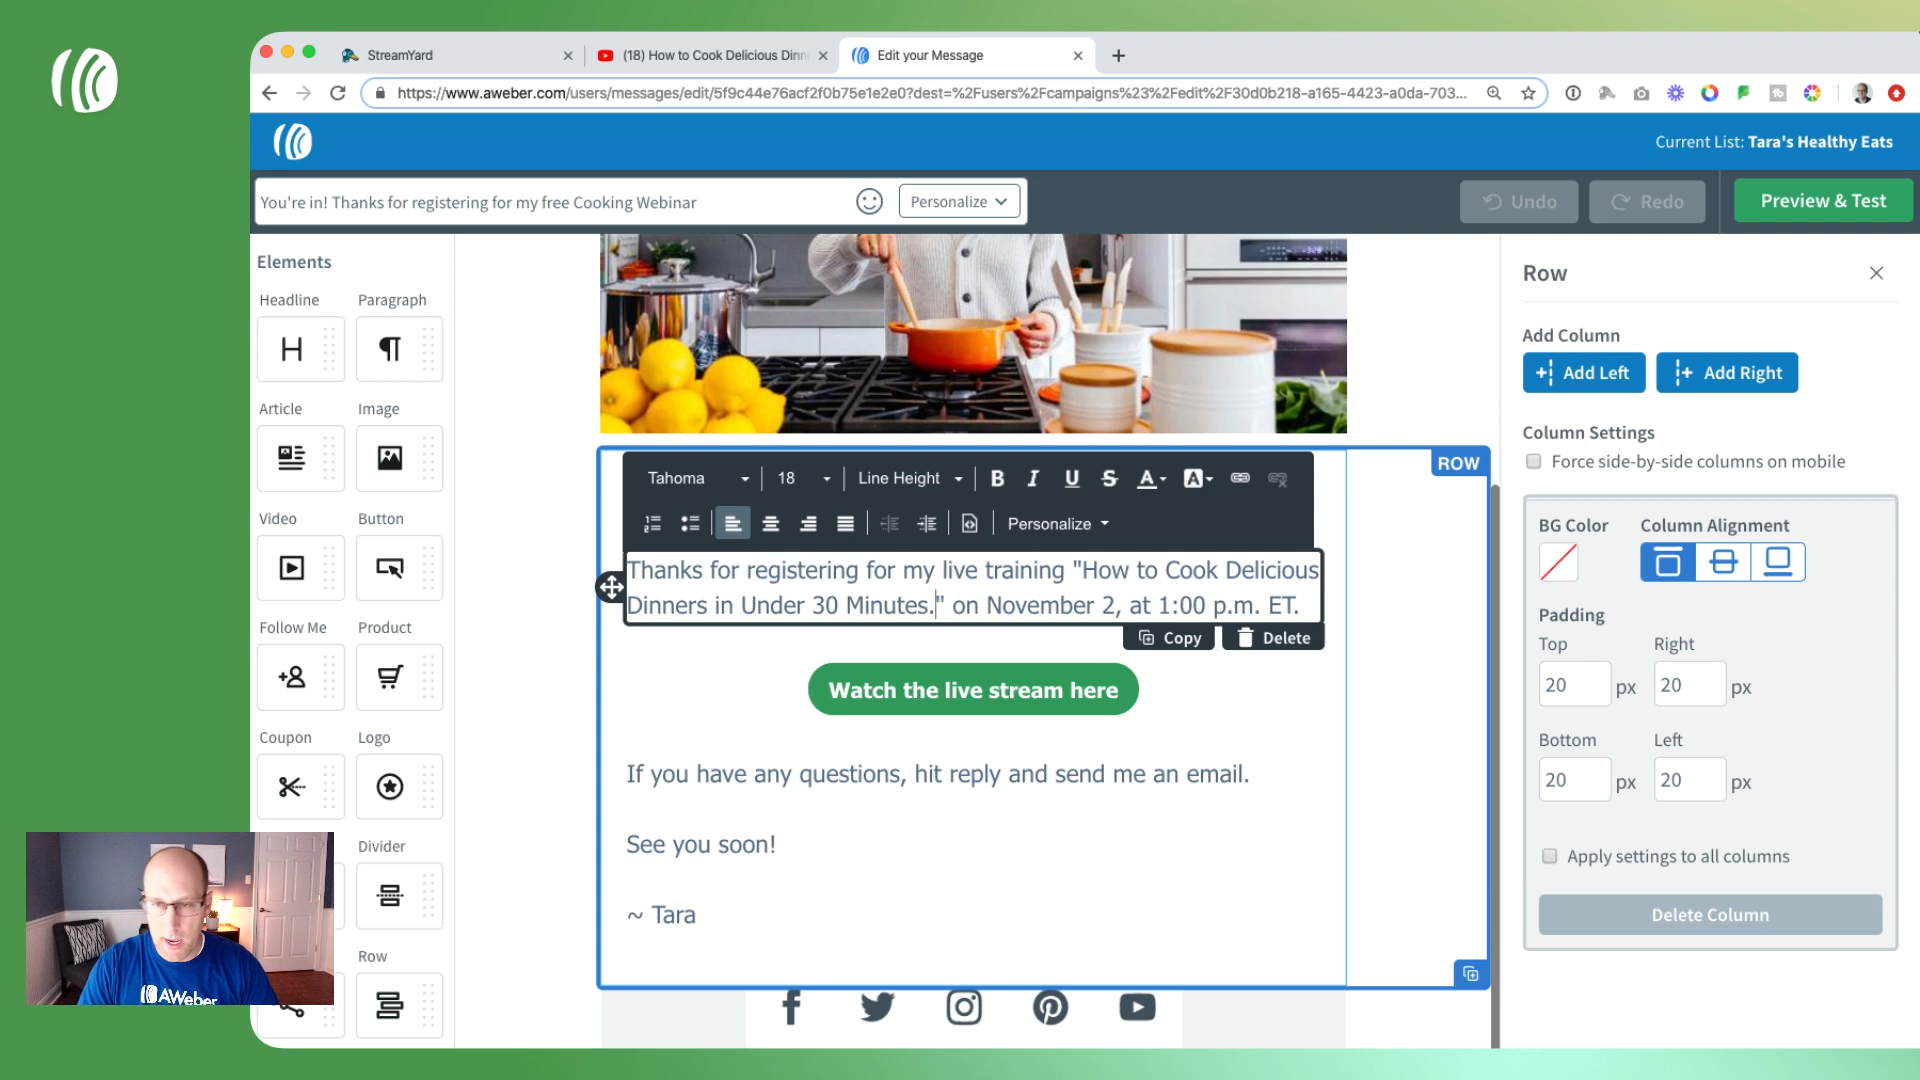 StreamYard
(18) How to Cook Delicious Dinn
Edit your Message
https://www.aweber.com/users/messages/edit/5f9c44e76acf2f0b75e1e2e0?dest=%2Fusers%2Fcampaigns%23%2Fedit%2F30d0b218-a165-4423-a0da-703...
Current List: Tara's Healthy Eats
You're in! Thanks for registering for my free Cooking Webinar
Personalize
Undo
Redo
Preview & Test
Elements
Headline
Paragraph
Article
Image
Video
Button
Follow Me
Product
Coupon
Logo
Divider
Row
AWeber
ROW
Tahoma
18
Line Height
Personalize
Thanks for registering for my live training "How to Cook Delicious
Dinners in Under 30 Minutes." on November 2, at 1:00 p.m. ET.
Copy
Delete
Watch the live stream here
If you have any questions, hit reply and send me an email.
See you soon!
~ Tara
Row
Add Column
Add Left
Add Right
Column Settings
Force side-by-side columns on mobile
BG Color
Column Alignment
Padding
Top
Right
20 px
20 px
Bottom
Left
20 px
20 px
Apply settings to all columns
Delete Column